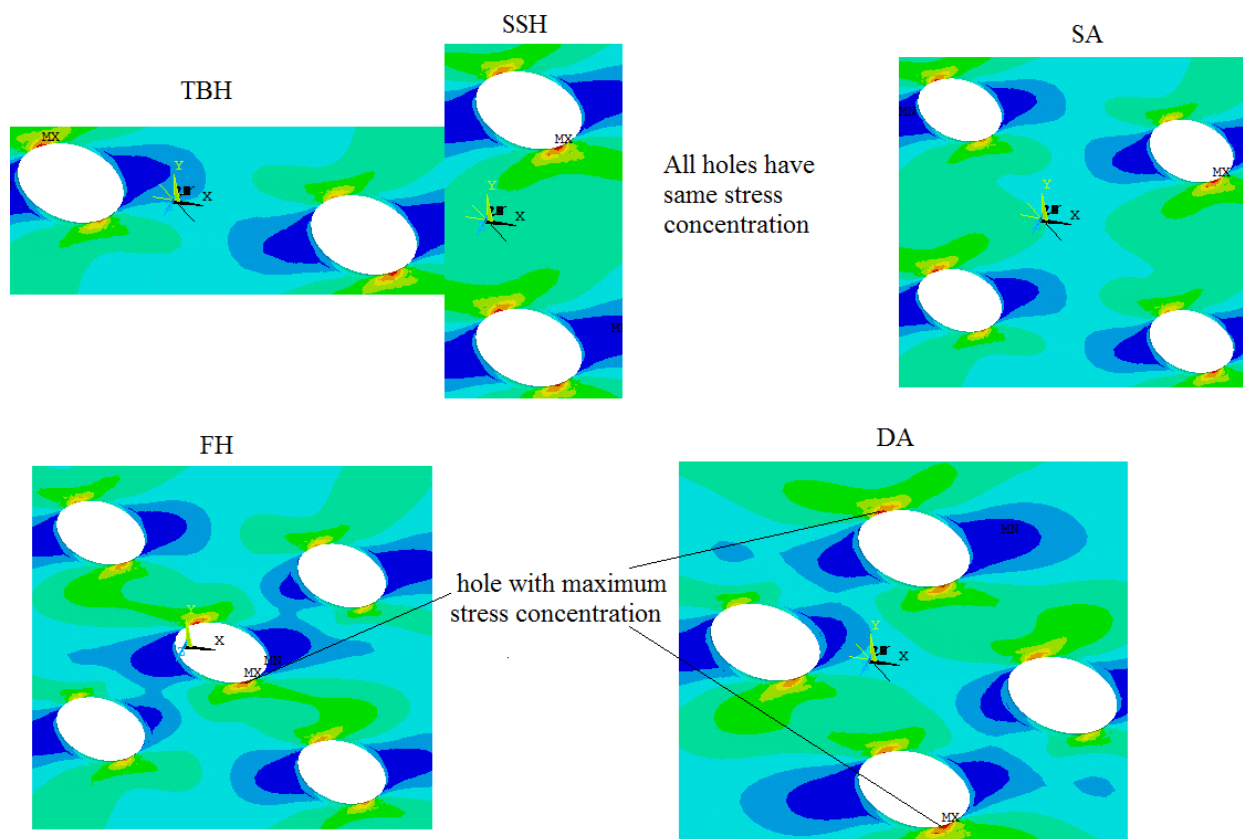 SSH
SA
TBH
MX
Y
X
MX
Y
X
All holes have
same stress
concentration
MX
Y
X
FH
DA
hole with maximum
stress concentration
Y
X
Z
MN
MX
MN
Y
X
MX